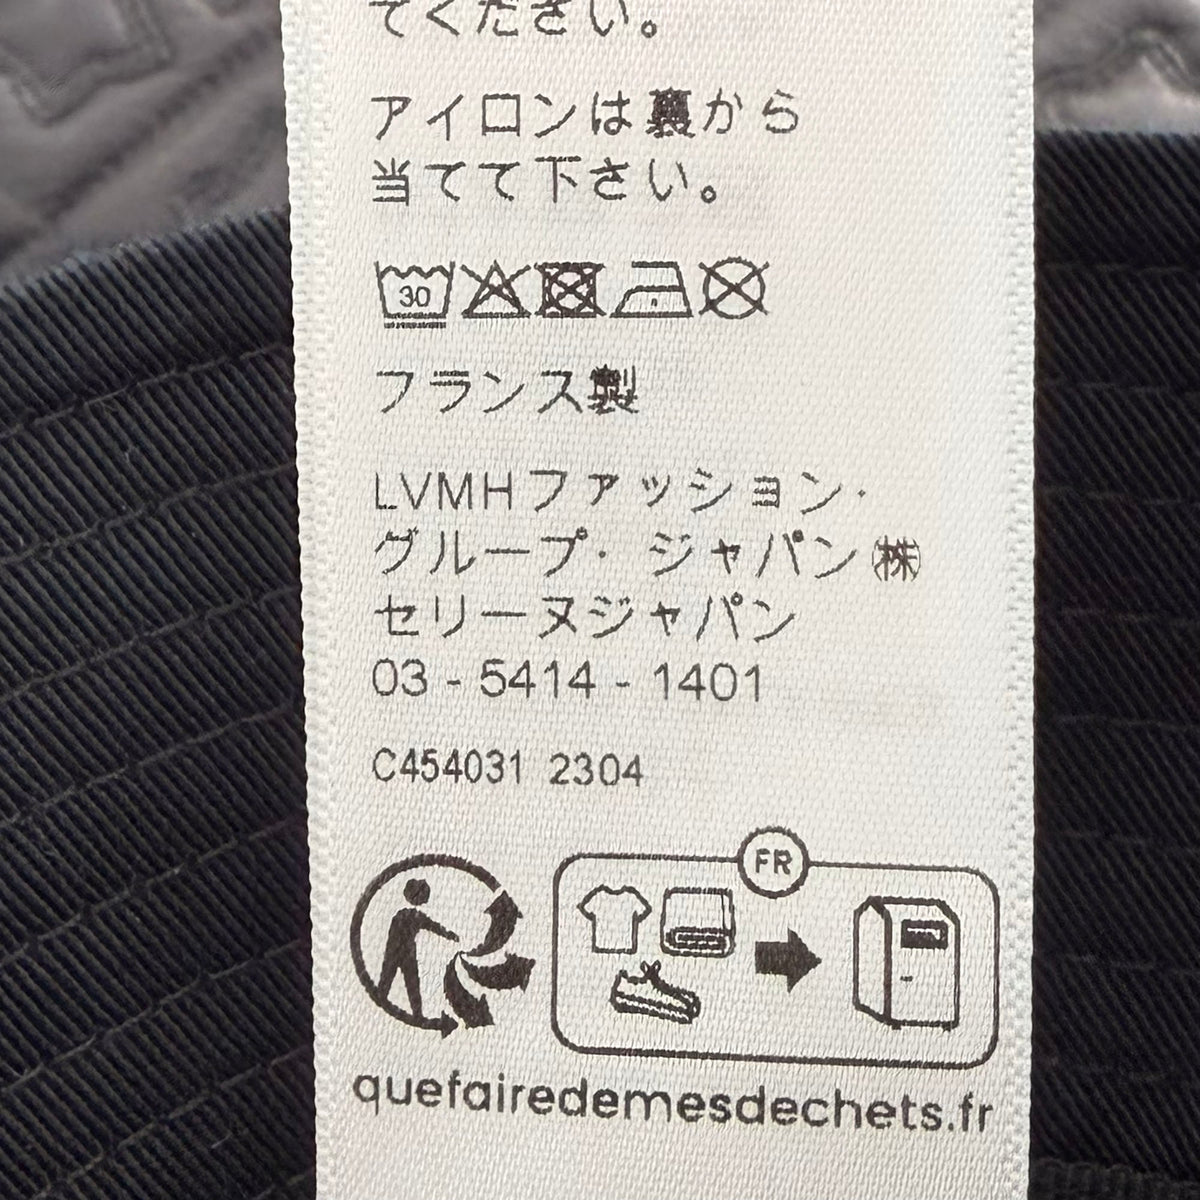 てください。
アイロンは裏から
当てて下さい。
30
フランス製
LVMHファッション・
グループ・ジャパン㈱
セリーヌジャパン
03 - 5414 - 1401
C454031 2304
FR
quefairedemesdechets.fr